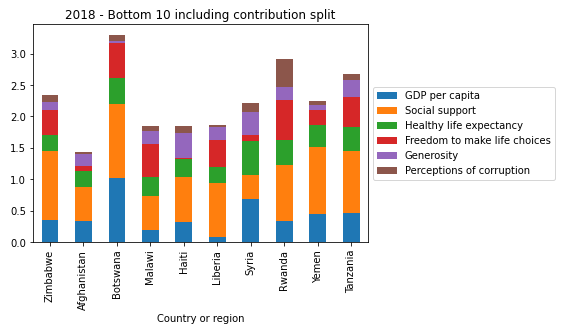 2018 - Bottom 10 including contribution split
3.0
2.5
2.0
1.5
1.0
0.5
0.0
Zimbabwe
Afghanistan
Botswana
Malawi
Haiti
Liberia
Syria
Rwanda
Yemen
Tanzania
Country or region
GDP per capita
Social support
Healthy life expectancy
Freedom to make life choices
Generosity
Perceptions of corruption